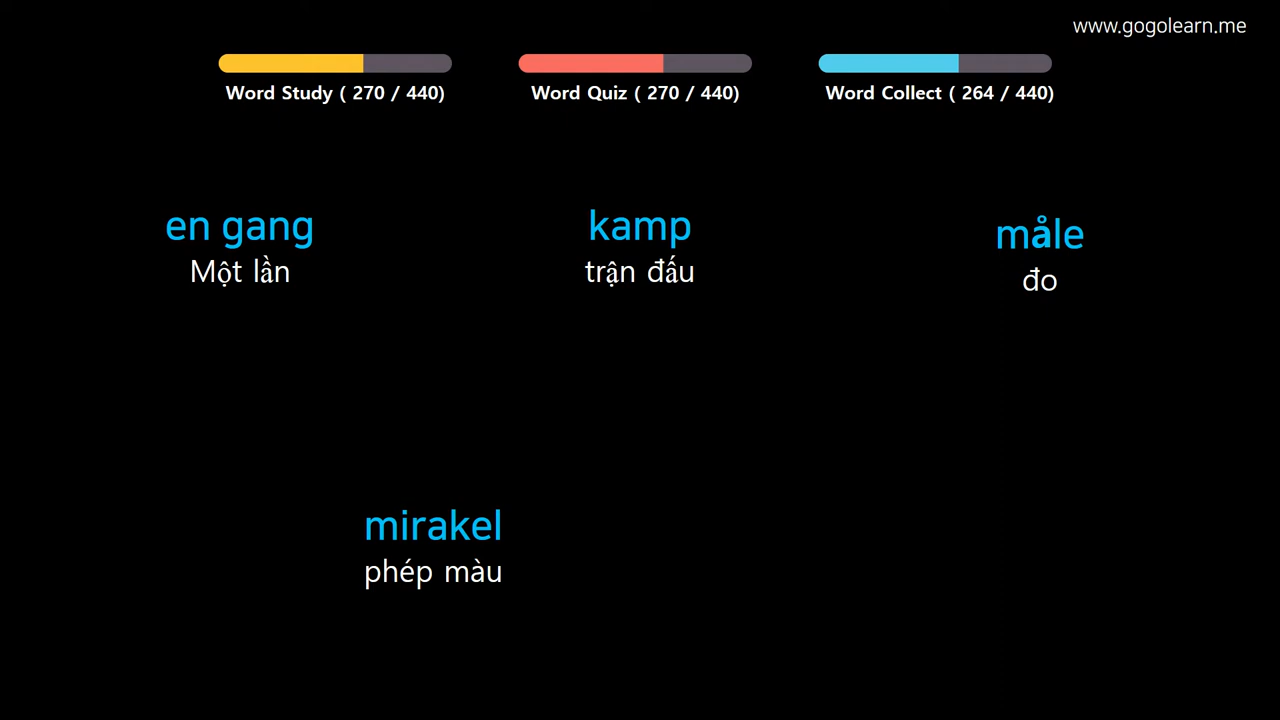 www.gogolearn.me
Word Study ( 270 / 440)
Word Quiz ( 270 / 440)
Word Collect ( 264 / 440)
en gang
Một lần
kamp
trận đấu
måle
đo
mirakel
phép màu